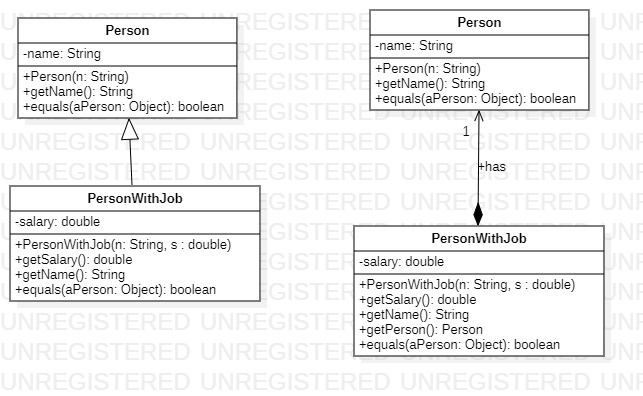 Person
-name: String
+Person(n: String)
+getName(): String
+equals(aPerson: Object): boolean
PersonWithJob
-salary: double
+PersonWithJob(n: String, s : double)
+getSalary(): double
+getName(): String
+equals(aPerson: Object): boolean
Person
-name: String
+Person(n: String)
+getName(): String
+equals(aPerson: Object): boolean
1
+has
PersonWithJob
-salary: double
+PersonWithJob(n: String, s : double)
+getSalary(): double
+getName(): String
+getPerson(): Person
+equals(aPerson: Object): boolean
UNREGISTERED UNREGISTERED UNREGISTERED UN